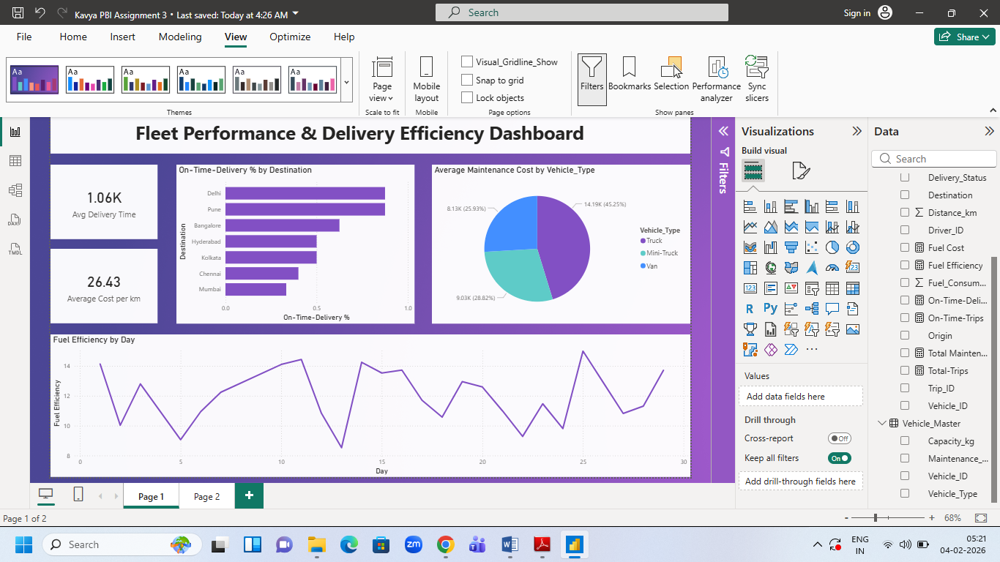 Kavya PBI Assignment 3 • Last saved: Today at 4:26 AM
Search
Sign in
File Home Insert Modeling View Optimize Help
Share
Aa Aa Aa Aa Aa Aa
Themes
Page view
Scale to fit
Mobile layout
Mobile
Visual_Gridline_Show
Snap to grid
Lock objects
Page options
Filters
Bookmarks
Selection
Performance analyzer
Sync slicers
Show panes
Fleet Performance & Delivery Efficiency Dashboard
1.06K
Avg Delivery Time
26.43
Average Cost per km
On-Time-Delivery % by Destination
Destination
Delhi
Pune
Bangalore
Hyderabad
Kolkata
Chennai
Mumbai
0.0 0.5 1.0
On-Time-Delivery %
Average Maintenance Cost by Vehicle_Type
8.13K (25.93%)
14.19K (45.25%)
9.03K (28.82%)
Vehicle_Type
Truck
Mini-Truck
Van
Fuel Efficiency by Day
Fuel Efficiency
14
12
10
8
0 5 10 15 20 25 30
Day
Filters
Visualizations
Build visual
123
R Py
Values
Add data fields here
Drill through
Cross-report Off
Keep all filters On
Add drill-through fields here
Data
Search
Delivery_Status
Destination
Distance_km
Driver_ID
Fuel Cost
Fuel Efficiency
Fuel_Consum...
On-Time-Deli...
On-Time-Trips
Origin
Total Mainten...
Total-Trips
Trip_ID
Vehicle_ID
Vehicle_Master
Capacity_kg
Maintenance_...
Vehicle_ID
Vehicle_Type
DAX
TMDL
Page 1 Page 2 +
Page 1 of 2
- + 68%
Search
zm
ENG
IN
05:21
04-02-2026